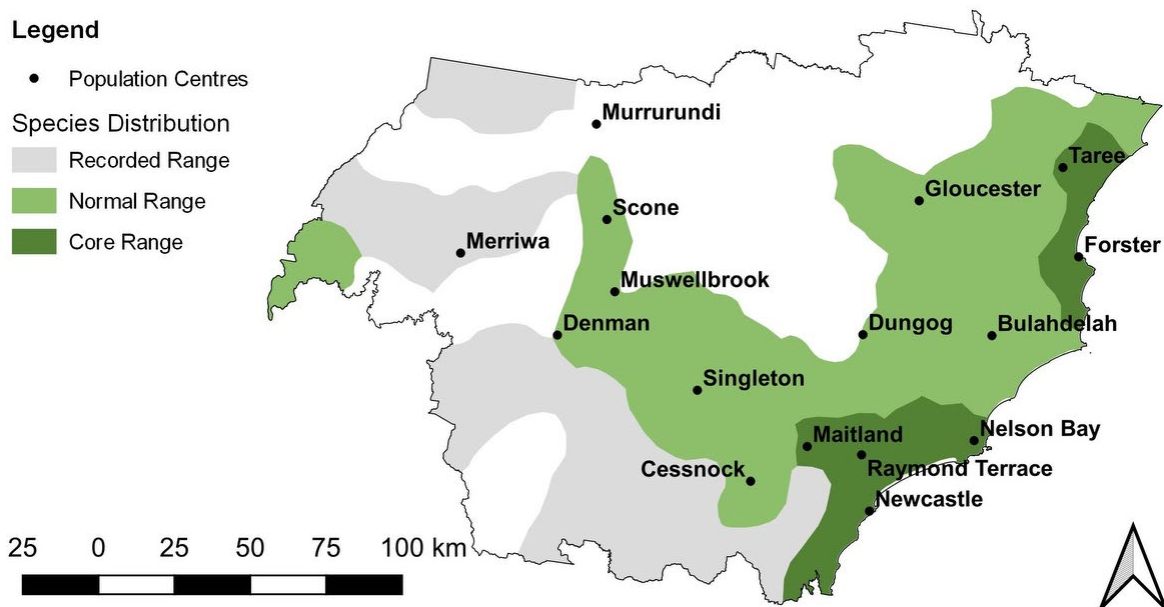 Legend
Population Centres
Species Distribution
Recorded Range
Normal Range
Core Range
Murrurundi
Taree
Gloucester
Scone
Merriwa
Forster
Muswellbrook
Denman
Dungog
Bulahdelah
Singleton
Maitland
Nelson Bay
Cessnock
Raymond Terrace
Newcastle
25 0 25 50 75 100 km